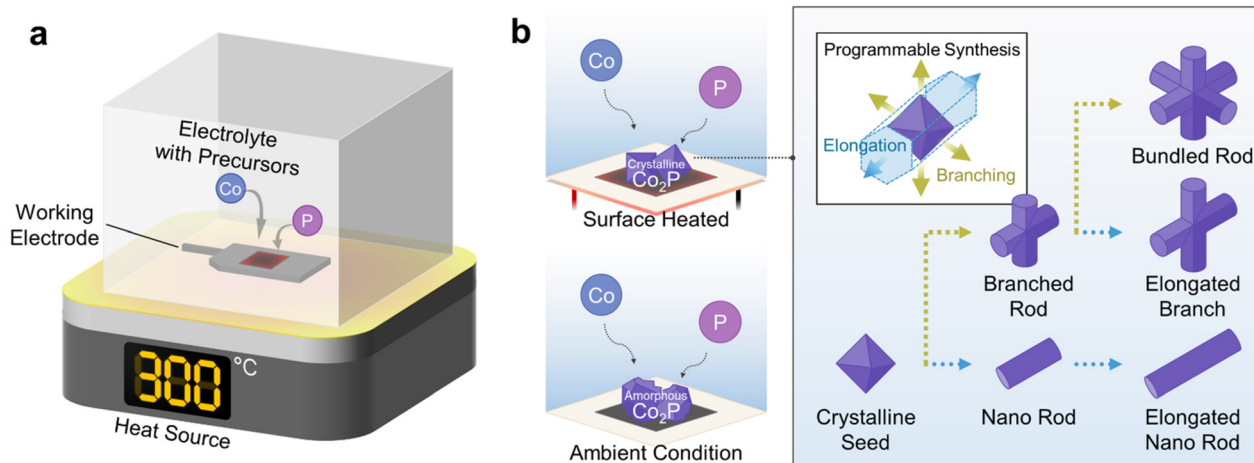 a
Electrolyte
with Precursors
Co
P
Working
Electrode
300 °C
Heat Source
b
Co
P
Crystalline
Co₂P
Surface Heated
Co
P
Amorphous
Co₂P
Ambient Condition
Programmable Synthesis
Elongation
Branching
Bundled Rod
Branched
Rod
Elongated
Branch
Crystalline
Seed
Nano Rod
Elongated
Nano Rod